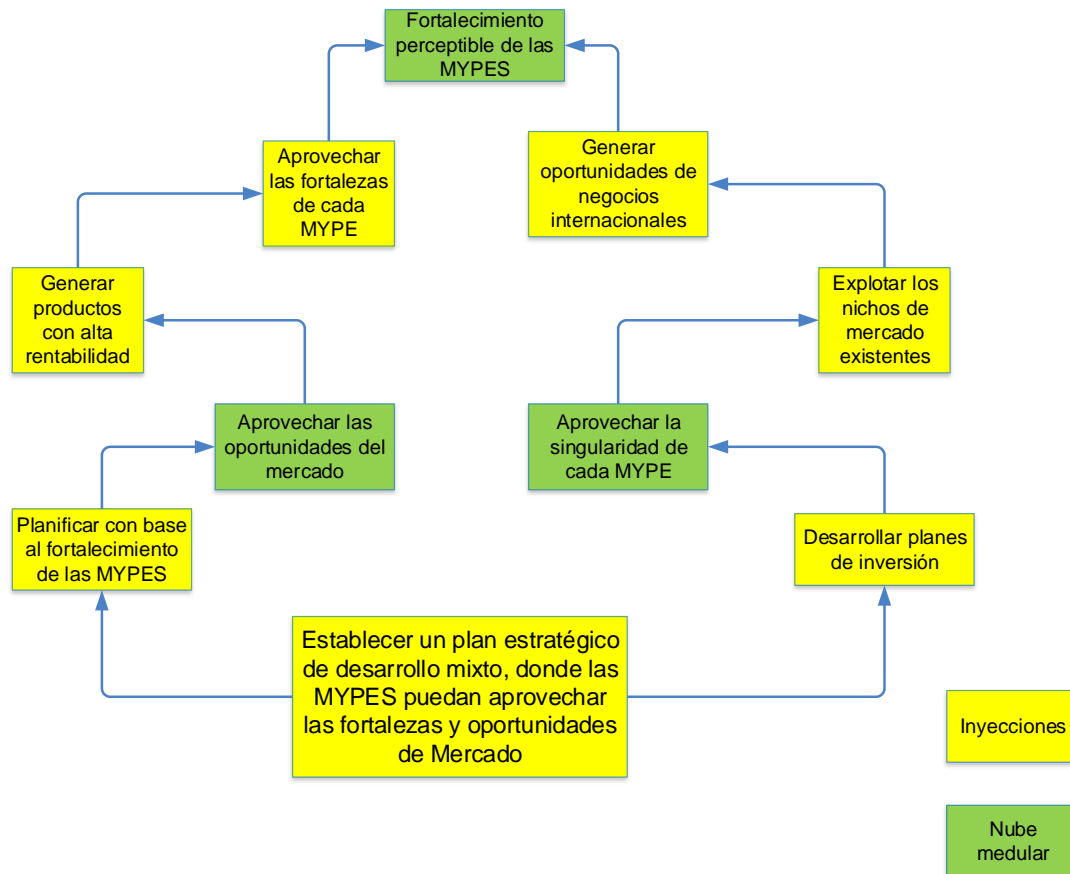 Fortalecimiento
perceptible de las
MYPES
Aprovechar
las fortalezas
de cada
MYPE
Generar
oportunidades de
negocios
internacionales
Generar
productos
con alta
rentabilidad
Explotar los
nichos de
mercado
existentes
Aprovechar las
oportunidades del
mercado
Aprovechar la
singularidad de
cada MYPE
Planificar con base
al fortalecimiento
de las MYPES
Desarrollar planes
de inversión
Establecer un plan estratégico
de desarrollo mixto, donde las
MYPES puedan aprovechar
las fortalezas y oportunidades
de Mercado
Inyecciones
Nube
medular